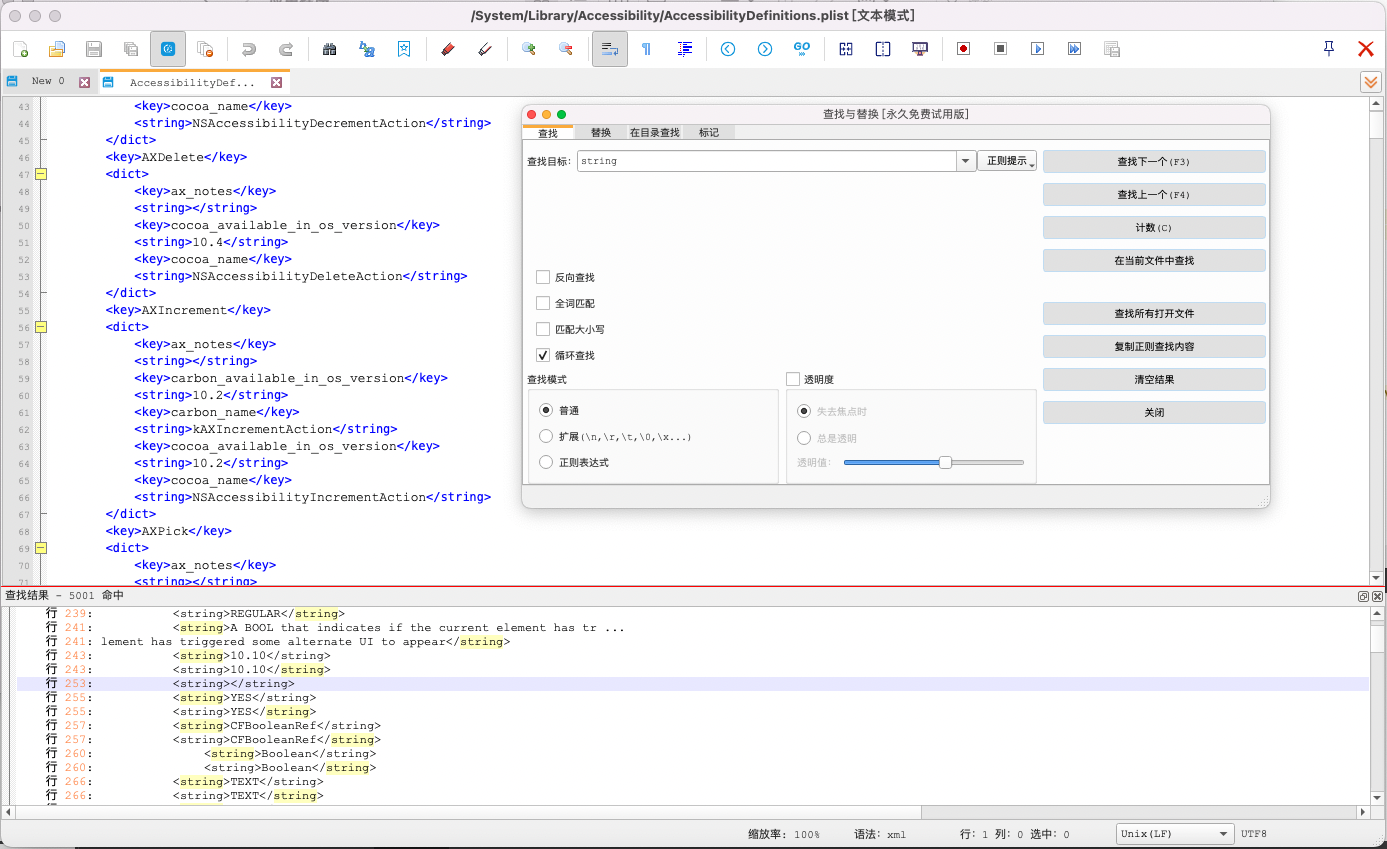 /System/Library/Accessibility/AccessibilityDefinitions.plist [文本模式]
GO
New 0
AccessibilityDef...
43 <key>cocoa_name</key>
44 <string>NSAccessibilityDecrementAction</string>
45 </dict>
46 <key>AXDelete</key>
47 <dict>
48 <key>ax_notes</key>
49 <string></string>
50 <key>cocoa_available_in_os_version</key>
51 <string>10.4</string>
52 <key>cocoa_name</key>
53 <string>NSAccessibilityDeleteAction</string>
54 </dict>
55 <key>AXIncrement</key>
56 <dict>
57 <key>ax_notes</key>
58 <string></string>
59 <key>carbon_available_in_os_version</key>
60 <string>10.2</string>
61 <key>carbon_name</key>
62 <string>kAXIncrementAction</string>
63 <key>cocoa_available_in_os_version</key>
64 <string>10.2</string>
65 <key>cocoa_name</key>
66 <string>NSAccessibilityIncrementAction</string>
67 </dict>
68 <key>AXPick</key>
69 <dict>
70 <key>ax_notes</key>
71 <string></string>
查找与替换 [永久免费试用版]
查找 替换 在目录查找 标记
查找目标: string 正则提示
反向查找
全词匹配
匹配大小写
循环查找
查找模式
普通
扩展(\n,\r,\t,\0,\x...)
正则表达式
透明度
失去焦点时
总是透明
透明值:
查找下一个(F3)
查找上一个(F4)
计数(C)
在当前文件中查找
查找所有打开文件
复制正则查找内容
清空结果
关闭
查找结果 - 5001 命中
行 239: <string>REGULAR</string>
行 241: <string>A BOOL that indicates if the current element has tr ...
行 241: lement has triggered some alternate UI to appear</string>
行 243: <string>10.10</string>
行 243: <string>10.10</string>
行 253: <string></string>
行 255: <string>YES</string>
行 255: <string>YES</string>
行 257: <string>CFBooleanRef</string>
行 257: <string>CFBooleanRef</string>
行 260: <string>Boolean</string>
行 260: <string>Boolean</string>
行 266: <string>TEXT</string>
行 266: <string>TEXT</string>
缩放率: 100% 语法: xml 行: 1 列: 0 选中: 0 Unix(LF) UTF8